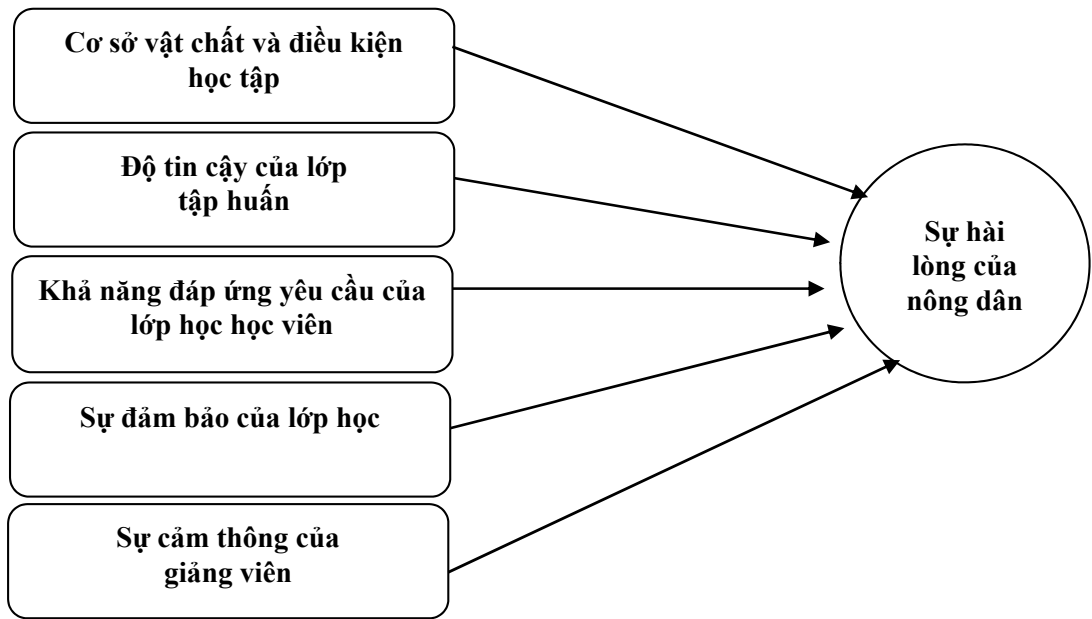 Cơ sở vật chất và điều kiện
học tập
Độ tin cậy của lớp
tập huấn
Khả năng đáp ứng yêu cầu của
lớp học học viên
Sự đảm bảo của lớp học
Sự cảm thông của
giảng viên
Sự hài
lòng của
nông dân